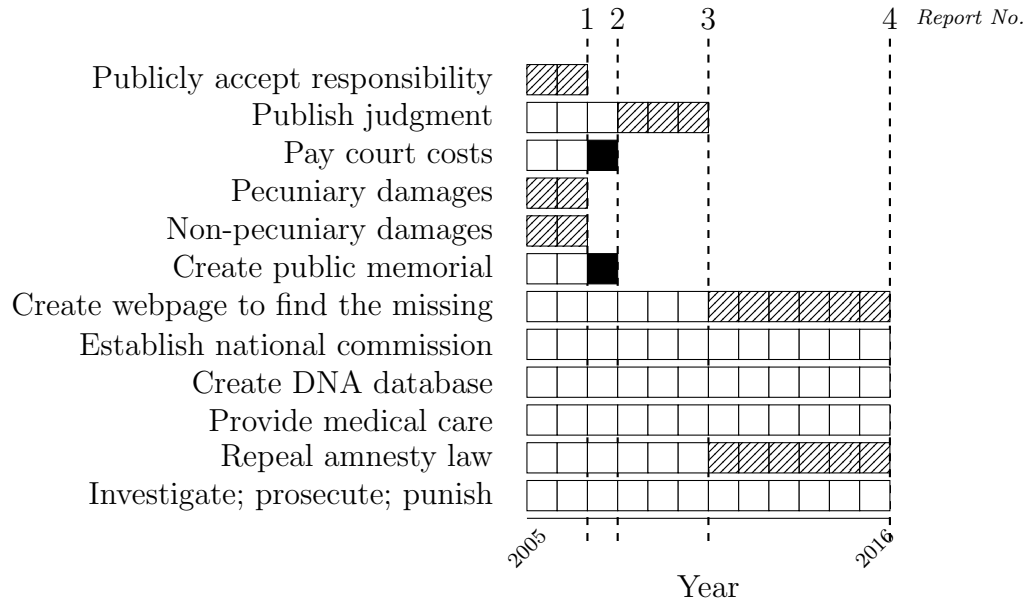 1 2 3 4 Report No.
Publicly accept responsibility
Publish judgment
Pay court costs
Pecuniary damages
Non-pecuniary damages
Create public memorial
Create webpage to find the missing
Establish national commission
Create DNA database
Provide medical care
Repeal amnesty law
Investigate; prosecute; punish
2005 2016
Year